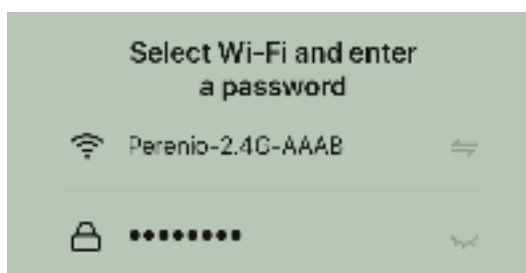 Select Wi-Fi and enter
a password
Perenio-2.4G-AAAB
••••••••